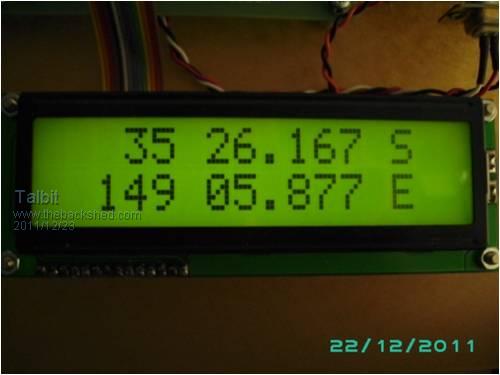 35 26.167 S
149 05.877 E
Talbit
www.thebackshed.com
2011/12/23
22/12/2011